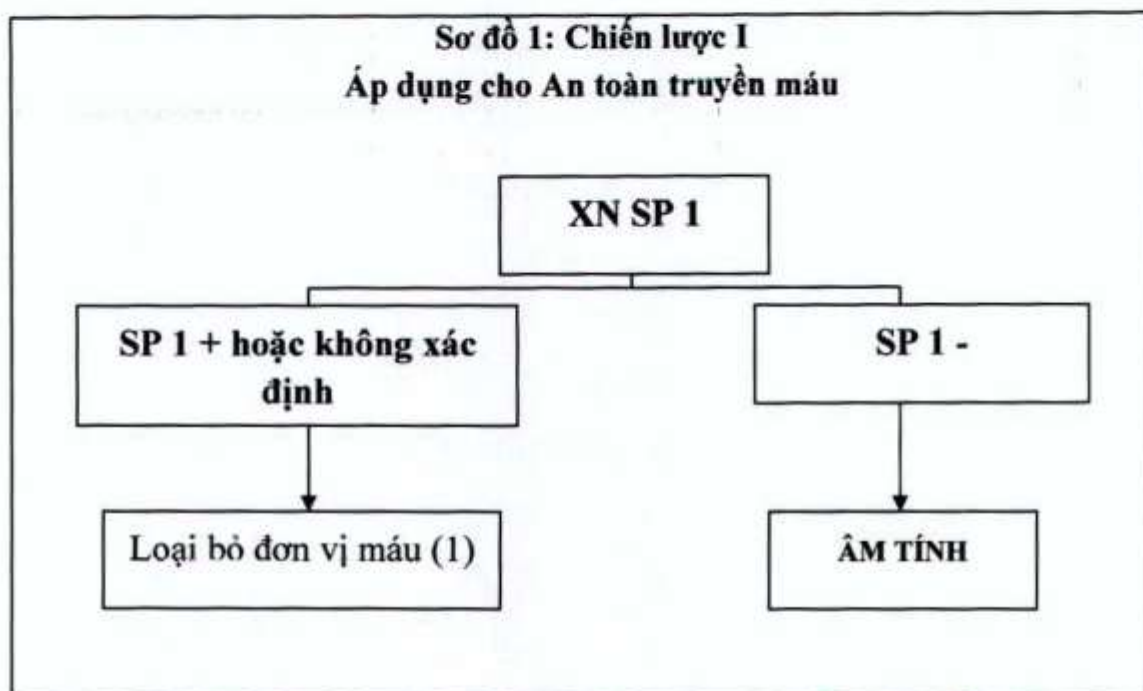 Sơ đồ 1: Chiến lược I
Áp dụng cho An toàn truyền máu
XN SP 1
SP 1 + hoặc không xác
định
SP 1 -
Loại bỏ đơn vị máu (1)
ÂM TÍNH